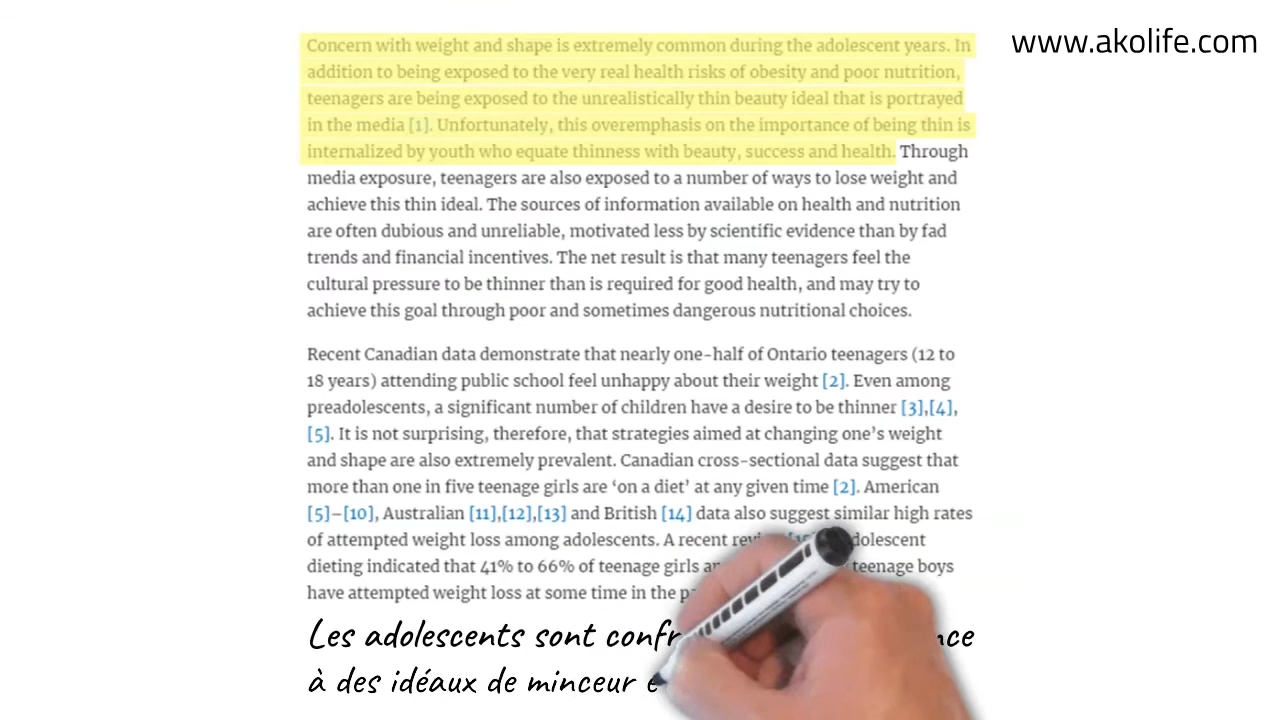 www.akolife.com
Concern with weight and shape is extremely common during the adolescent years. In
addition to being exposed to the very real health risks of obesity and poor nutrition,
teenagers are being exposed to the unrealistically thin beauty ideal that is portrayed
in the media [1]. Unfortunately, this overemphasis on the importance of being thin is
internalized by youth who equate thinness with beauty, success and health. Through
media exposure, teenagers are also exposed to a number of ways to lose weight and
achieve this thin ideal. The sources of information available on health and nutrition
are often dubious and unreliable, motivated less by scientific evidence than by fad
trends and financial incentives. The net result is that many teenagers feel the
cultural pressure to be thinner than is required for good health, and may try to
achieve this goal through poor and sometimes dangerous nutritional choices.
Recent Canadian data demonstrate that nearly one-half of Ontario teenagers (12 to
18 years) attending public school feel unhappy about their weight [2]. Even among
preadolescents, a significant number of children have a desire to be thinner [3],[4],
[5]. It is not surprising, therefore, that strategies aimed at changing one’s weight
and shape are also extremely prevalent. Canadian cross-sectional data suggest that
more than one in five teenage girls are ‘on a diet’ at any given time [2]. American
[5]–[10], Australian [11],[12],[13] and British [14] data also suggest similar high rates
of attempted weight loss among adolescents. A recent
dieting indicated that 41% to 66% of teenage girls teenage boys
have attempted weight loss at some time in the
Les adolescents sont
à des idéaux de minceur